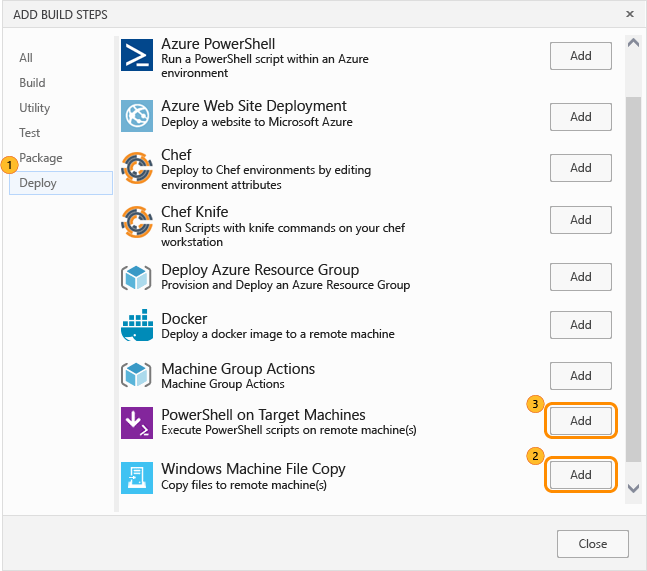 ADD BUILD STEPS
All
Build
Utility
Test
Package
1
Deploy
Azure PowerShell
Run a PowerShell script within an Azure
environment
Add
Azure Web Site Deployment
Deploy a website to Microsoft Azure
Add
Chef
Deploy to Chef environments by editing
environment attributes
Add
Chef Knife
Run Scripts with knife commands on your chef
workstation
Add
Deploy Azure Resource Group
Provision and Deploy an Azure Resource Group
Add
Docker
Deploy a docker image to a remote machine
Add
Machine Group Actions
Machine Group Actions
Add
PowerShell on Target Machines
Execute PowerShell scripts on remote machine(s)
3
Add
Windows Machine File Copy
Copy files to remote machine(s)
2
Add
Close